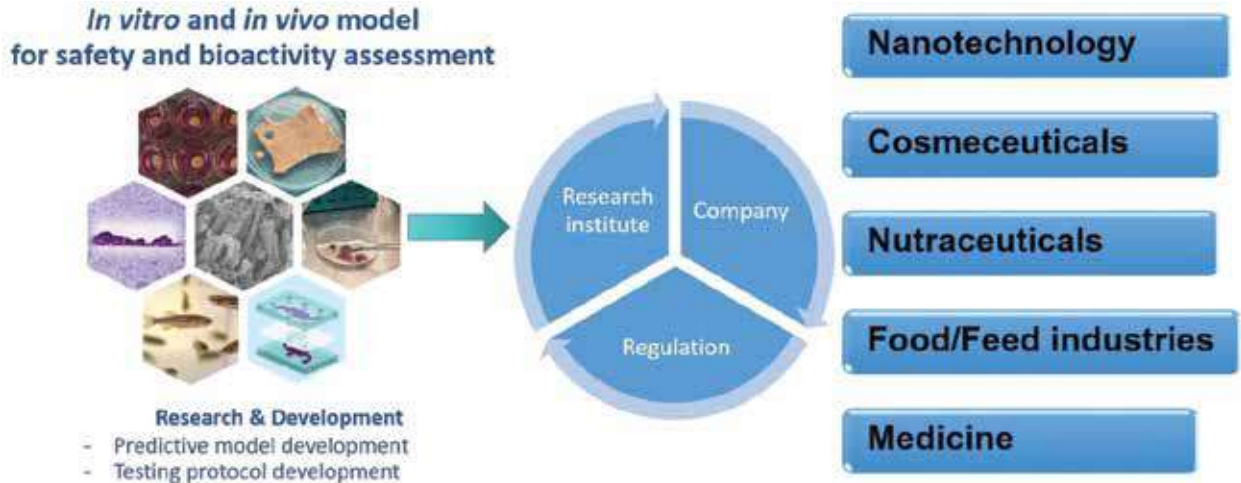 In vitro and in vivo model
for safety and bioactivity assessment
Research & Development
- Predictive model development
- Testing protocol development
Research
institute
Company
Regulation
Nanotechnology
Cosmeceuticals
Nutraceuticals
Food/Feed industries
Medicine